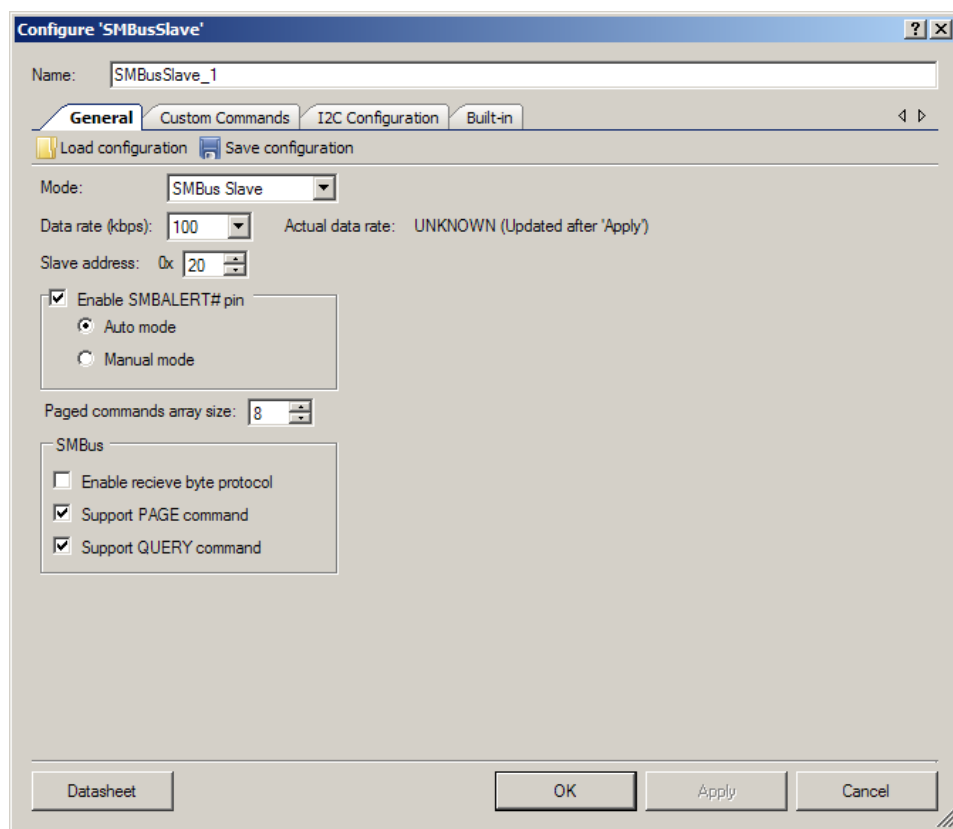 Configure 'SMBusSlave'
Name: SMBusSlave_1
General Custom Commands I2C Configuration Built-in
Load configuration Save configuration
Mode: SMBus Slave
Data rate (kbps): 100 Actual data rate: UNKNOWN (Updated after 'Apply')
Slave address: 0x 20
Enable SMBALERT# pin
Auto mode
Manual mode
Paged commands array size: 8
SMBus
Enable recieve byte protocol
Support PAGE command
Support QUERY command
Datasheet OK Apply Cancel